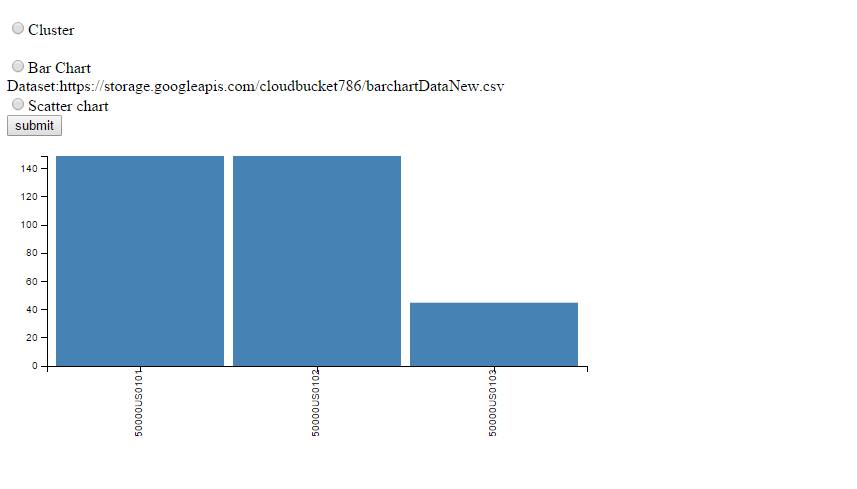 Cluster
Bar Chart
Dataset:https://storage.googleapis.com/cloudbucket786/barchartDataNew.csv
Scatter chart
submit
140
120
100
80
60
40
20
0
50000US0101
50000US0102
50000US0103